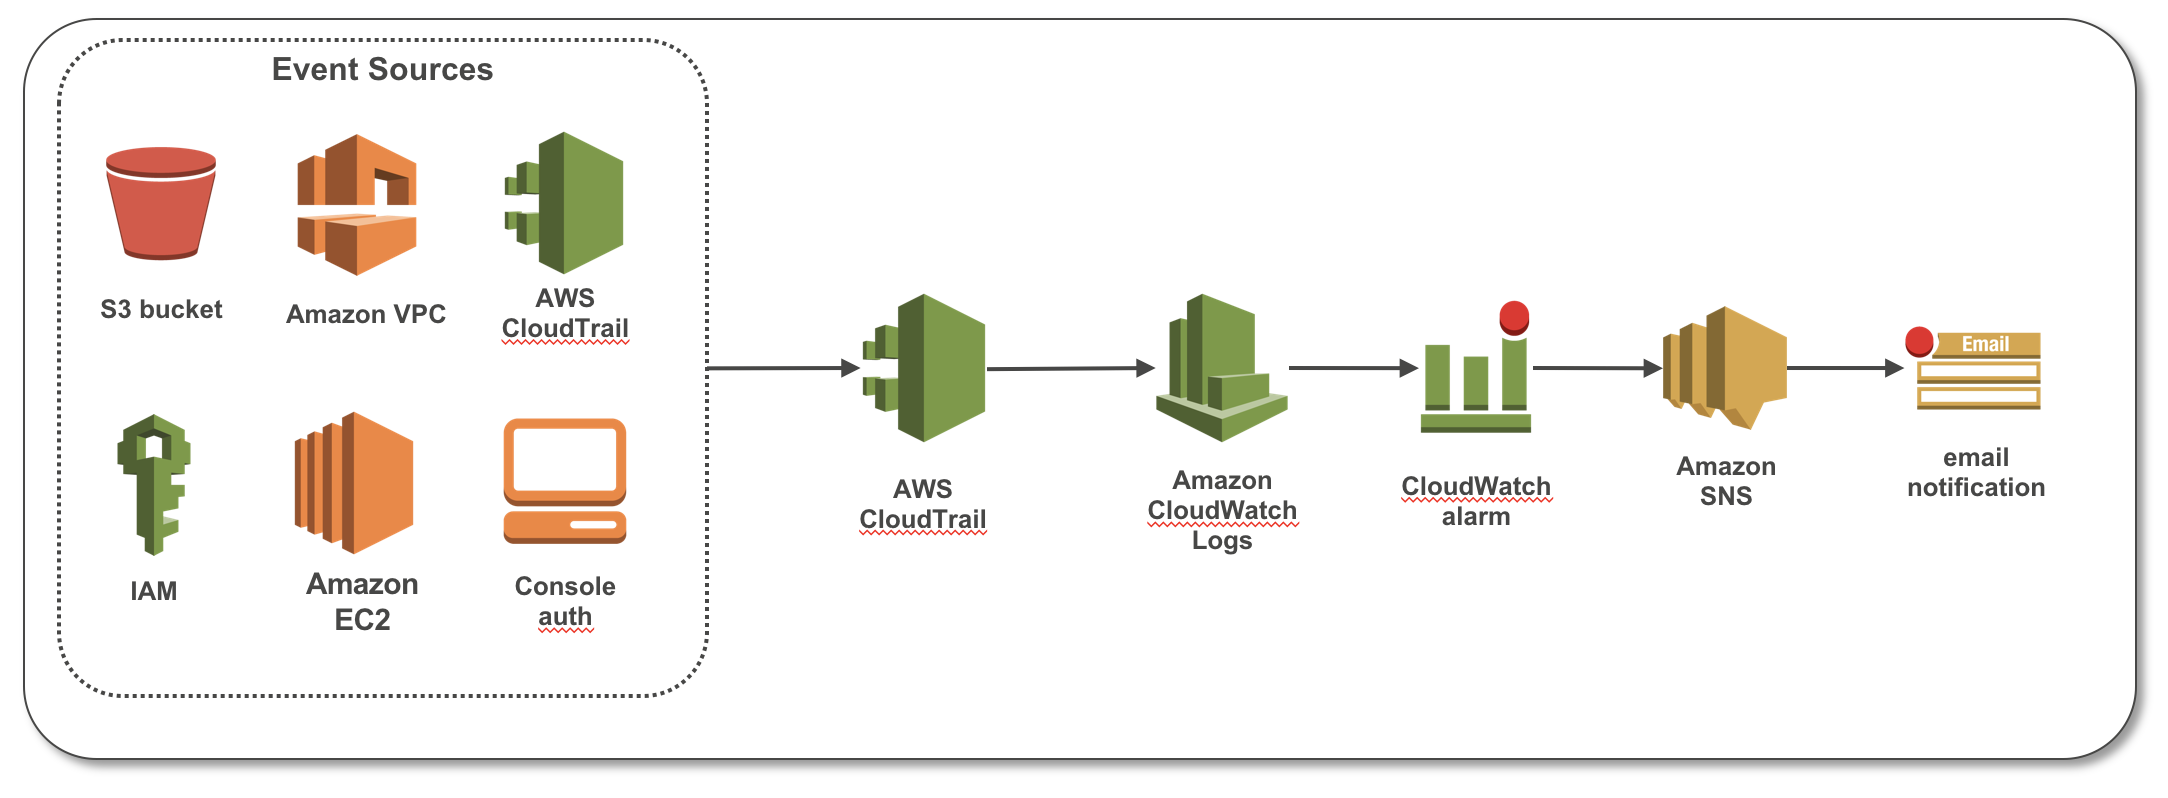 Event Sources
S3 bucket
Amazon VPC
AWS
CloudTrail
IAM
Amazon
EC2
Console
auth
AWS
CloudTrail
Amazon
CloudWatch
Logs
CloudWatch
alarm
Amazon
SNS
Email
email
notification